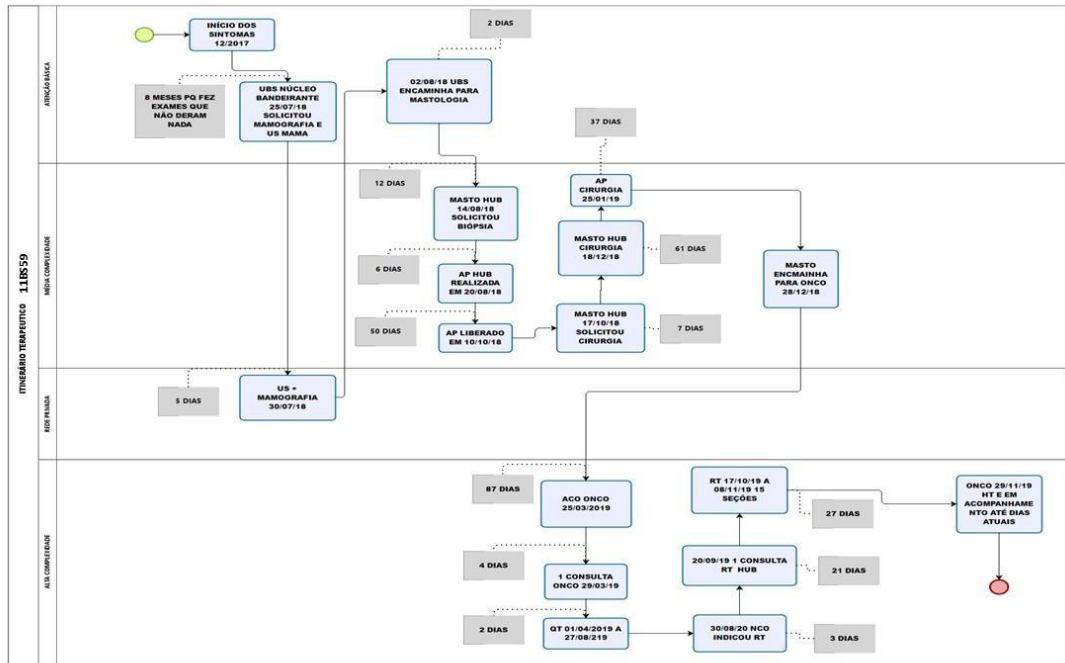 ITINERÁRIO TERAPEUTICO 11BS59
ATENÇÃO BÁSICA
INÍCIO DOS
SINTOMAS
12/2017
8 MESES PQ FEZ
EXAMES QUE
NÃO DERAM
NADA
UBS NÚCLEO
BANDEIRANTE
25/07/18
SOLICITOU
MAMOGRAFIA E
US MAMA
2 DIAS
02/08/18 UBS
ENCAMINHA PARA
MASTOLOGIA
MÉDIA COMPLEXIDADE
12 DIAS
MASTO HUB
14/08/18
SOLICITOU
BIÓPSIA
6 DIAS
AP HUB
REALIZADA
EM 20/08/18
50 DIAS
AP LIBERADO
EM 10/10/18
MASTO HUB
17/10/18
SOLICITOU
CIRURGIA
7 DIAS
MASTO HUB
CIRURGIA
18/12/18
61 DIAS
37 DIAS
AP
CIRURGIA
25/01/19
MASTO
ENCMAINHA
PARA ONCO
28/12/18
REDE PRIVADA
5 DIAS
US +
MAMOGRAFIA
30/07/18
ALTA COMPLEXIDADE
87 DIAS
ACO ONCO
25/03/2019
4 DIAS
1 CONSULTA
ONCO 29/03/19
2 DIAS
QT 01/04/2019 A
27/08/219
30/08/20 NCO
INDICOU RT
3 DIAS
20/09/19 1 CONSULTA
RT HUB
21 DIAS
RT 17/10/19 A
08/11/19 15
SEÇÕES
27 DIAS
ONCO 29/11/19
HT E EM
ACOMPANHAME
NTO ATÉ DIAS
ATUAIS